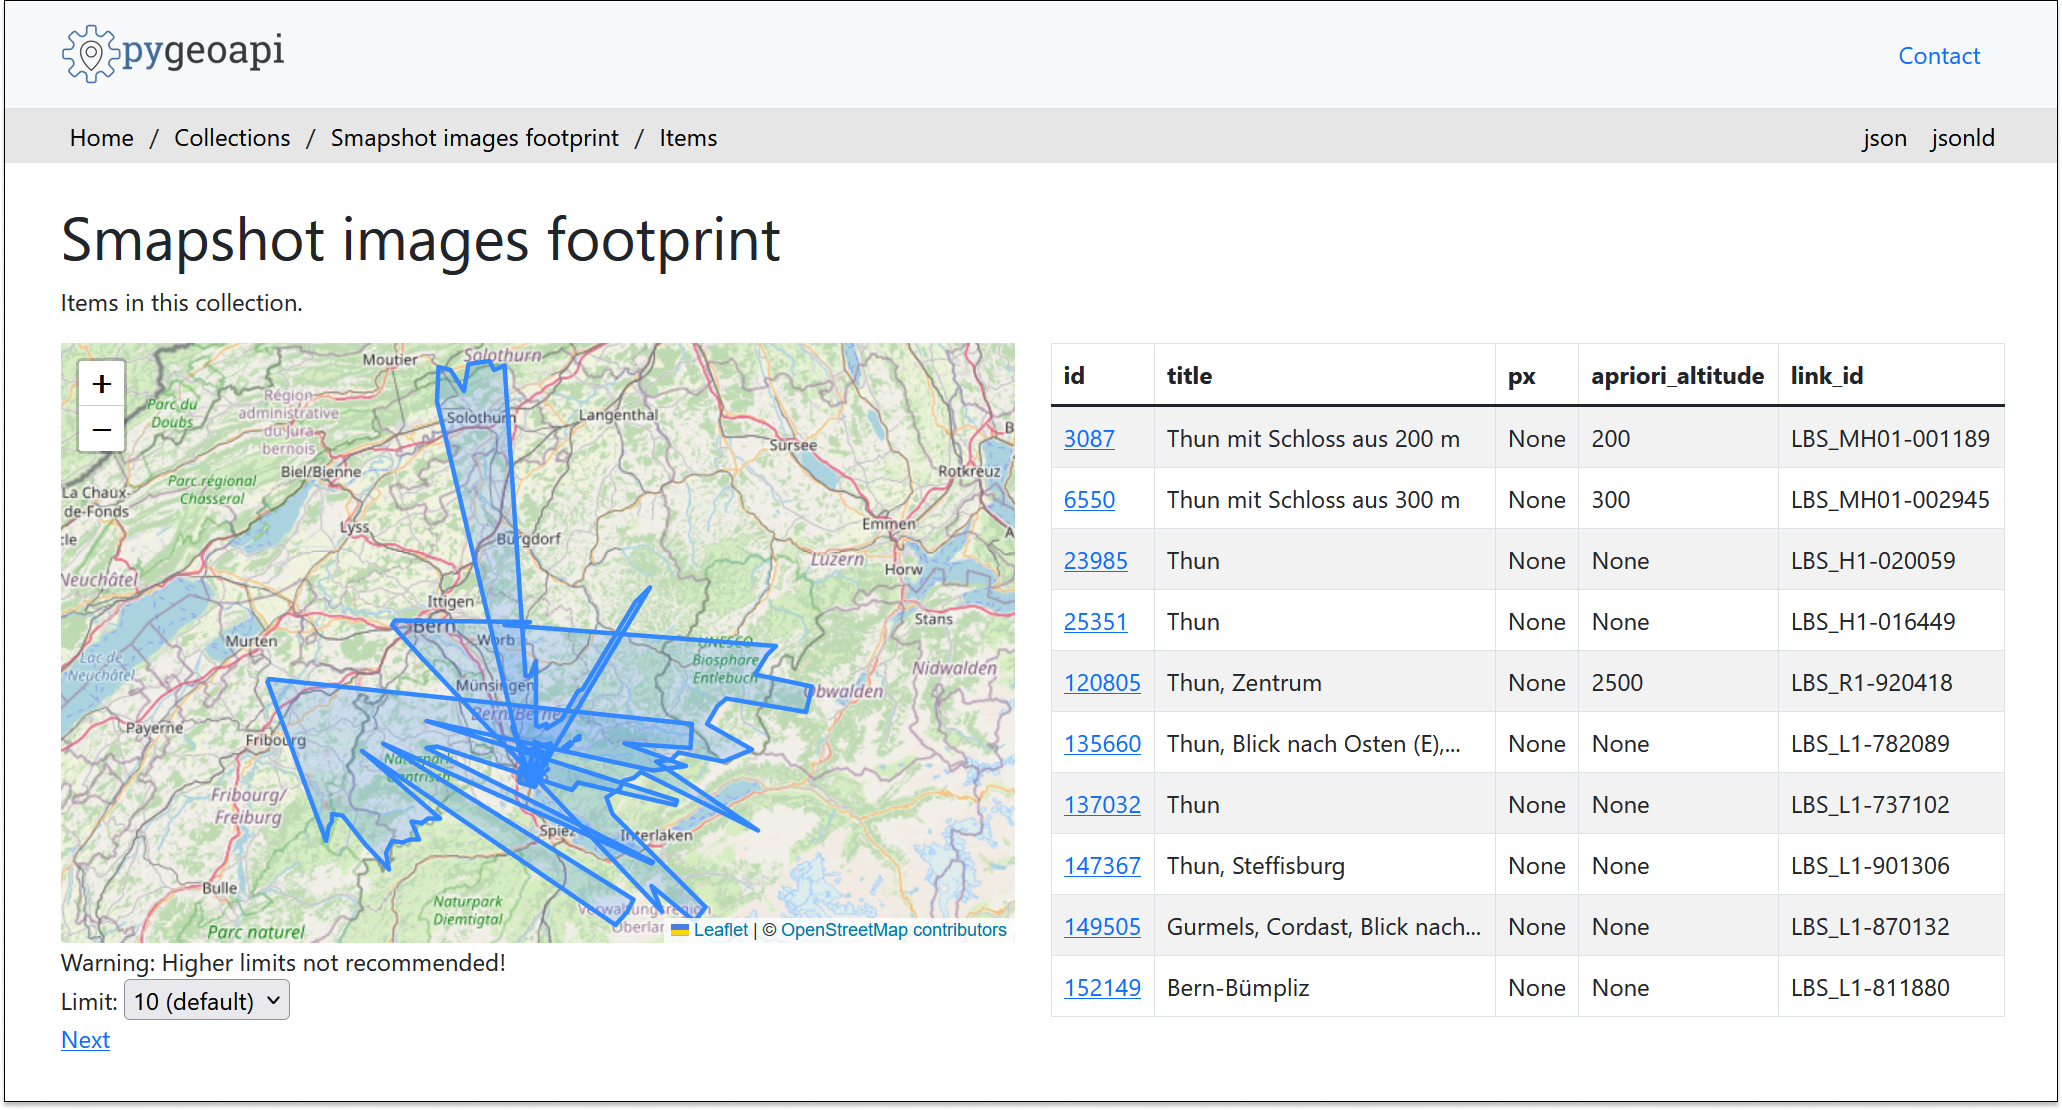 pygeoapi
Contact
Home / Collections / Smapshot images footprint / Items
json jsonld
Smapshot images footprint
Items in this collection.
+
−
Moutier
Solothurn
Parc du
Doubs
Région
administrative
du Jura
bernois
Solothurn
Langenthal
Sursee
Biel/Bienne
Rotkreuz
Parc régional
Chasseral
La Chaux-
de-Fonds
Lyss
Emmen
cle
Burgdorf
Luzern
Horw
Neuchâtel
Ittigen
Bern
Worb
Stans
Murten
UNESCO
Biosphäre
Entlebuch
Lac de
Neuchâtel
Nidwalden
Münsingen
Obwalden
Bern/Berne
Payerne
Fribourg
Naturpark
Gantrisch
Fribourg/
Freiburg
Spiez
Interlaken
Bulle
Naturpark
Diemtigtal
Verwaltungsregion
Oberlan
Parc naturel
Leaflet | © OpenStreetMap contributors
Warning: Higher limits not recommended!
Limit: 10 (default)
Next
id title px apriori_altitude link_id
3087 Thun mit Schloss aus 200 m None 200 LBS_MH01-001189
6550 Thun mit Schloss aus 300 m None 300 LBS_MH01-002945
23985 Thun None None LBS_H1-020059
25351 Thun None None LBS_H1-016449
120805 Thun, Zentrum None 2500 LBS_R1-920418
135660 Thun, Blick nach Osten (E),... None None LBS_L1-782089
137032 Thun None None LBS_L1-737102
147367 Thun, Steffisburg None None LBS_L1-901306
149505 Gurmels, Cordast, Blick nach... None None LBS_L1-870132
152149 Bern-Bümpliz None None LBS_L1-811880